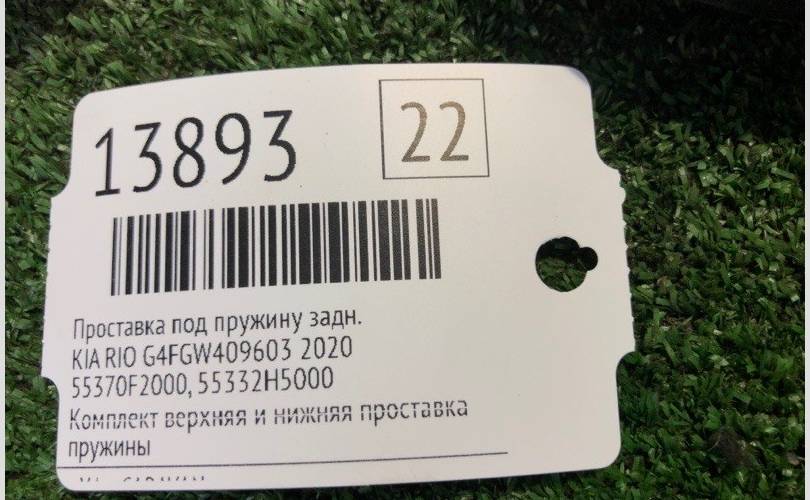 13893
22
Проставка под пружину задн.
KIA RIO G4FGW409603 2020
55370F2000, 55332H5000
Комплект верхняя и нижняя проставка
пружины